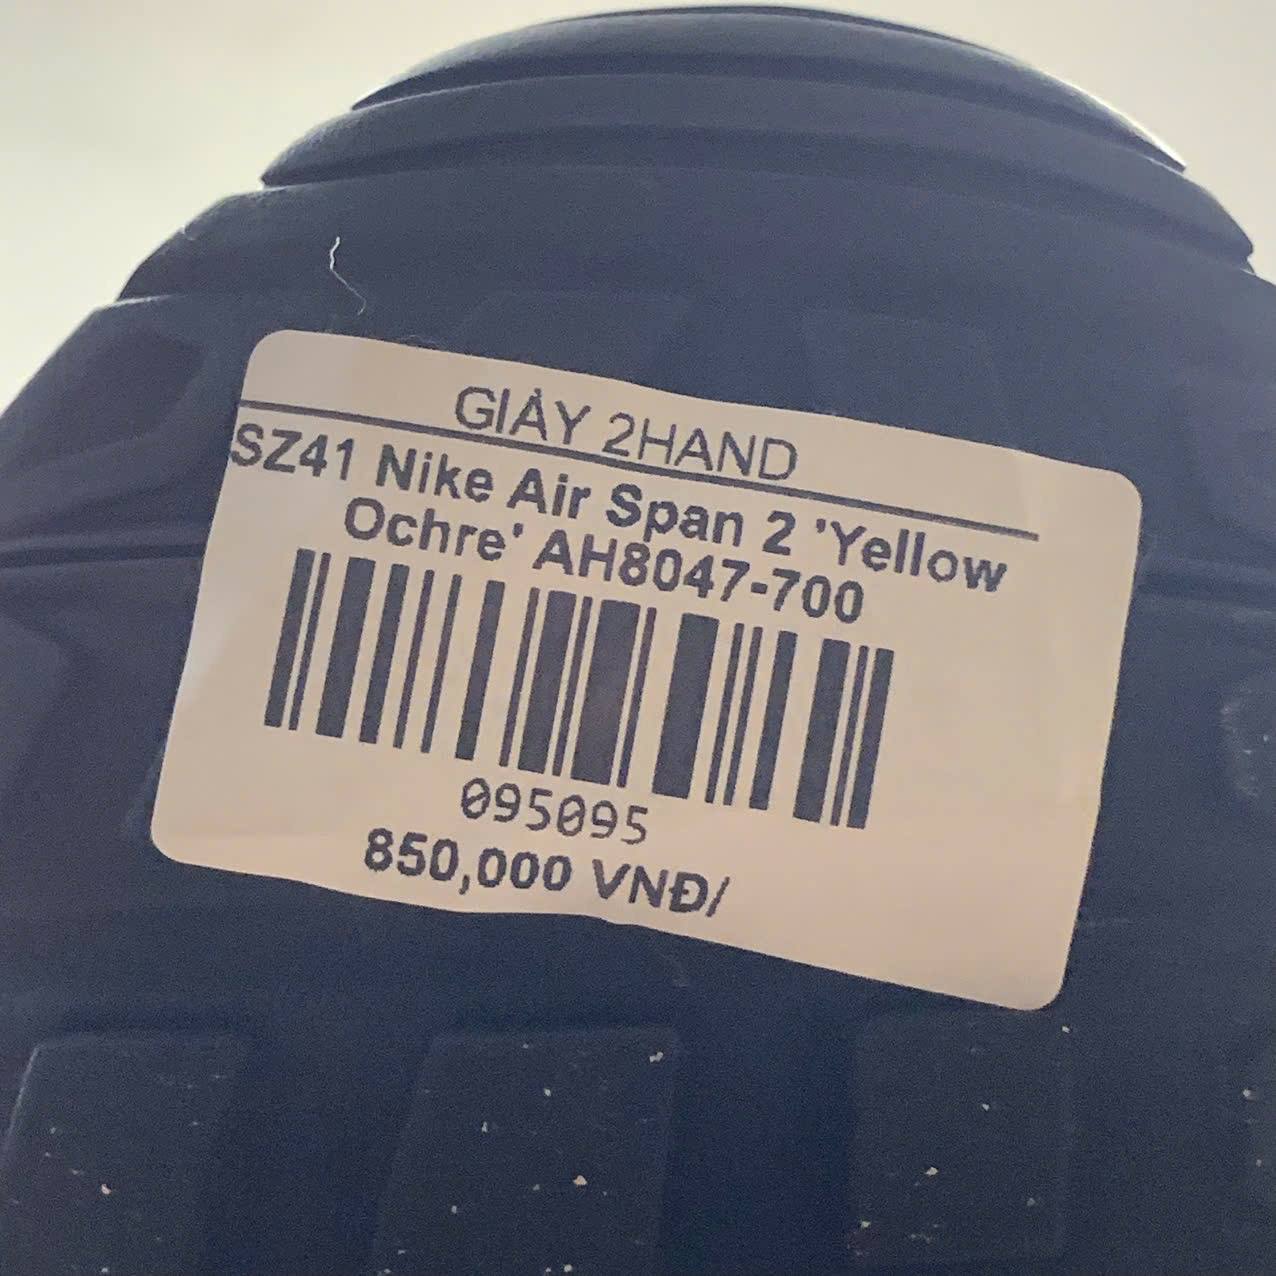 GIÀY 2HAND
SZ41 Nike Air Span 2 'Yellow
Ochre' AH8047-700
095095
850,000 VNĐ/